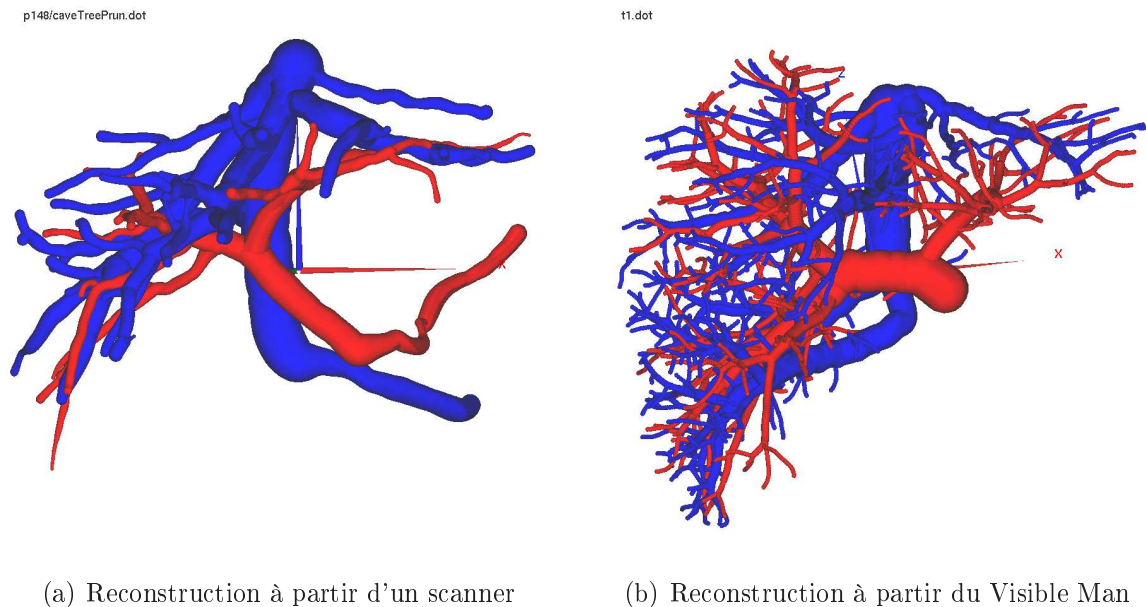 p148/caveTreePrun.dot
t1.dot
z
x
x
(a) Reconstruction à partir d'un scanner
(b) Reconstruction à partir du Visible Man